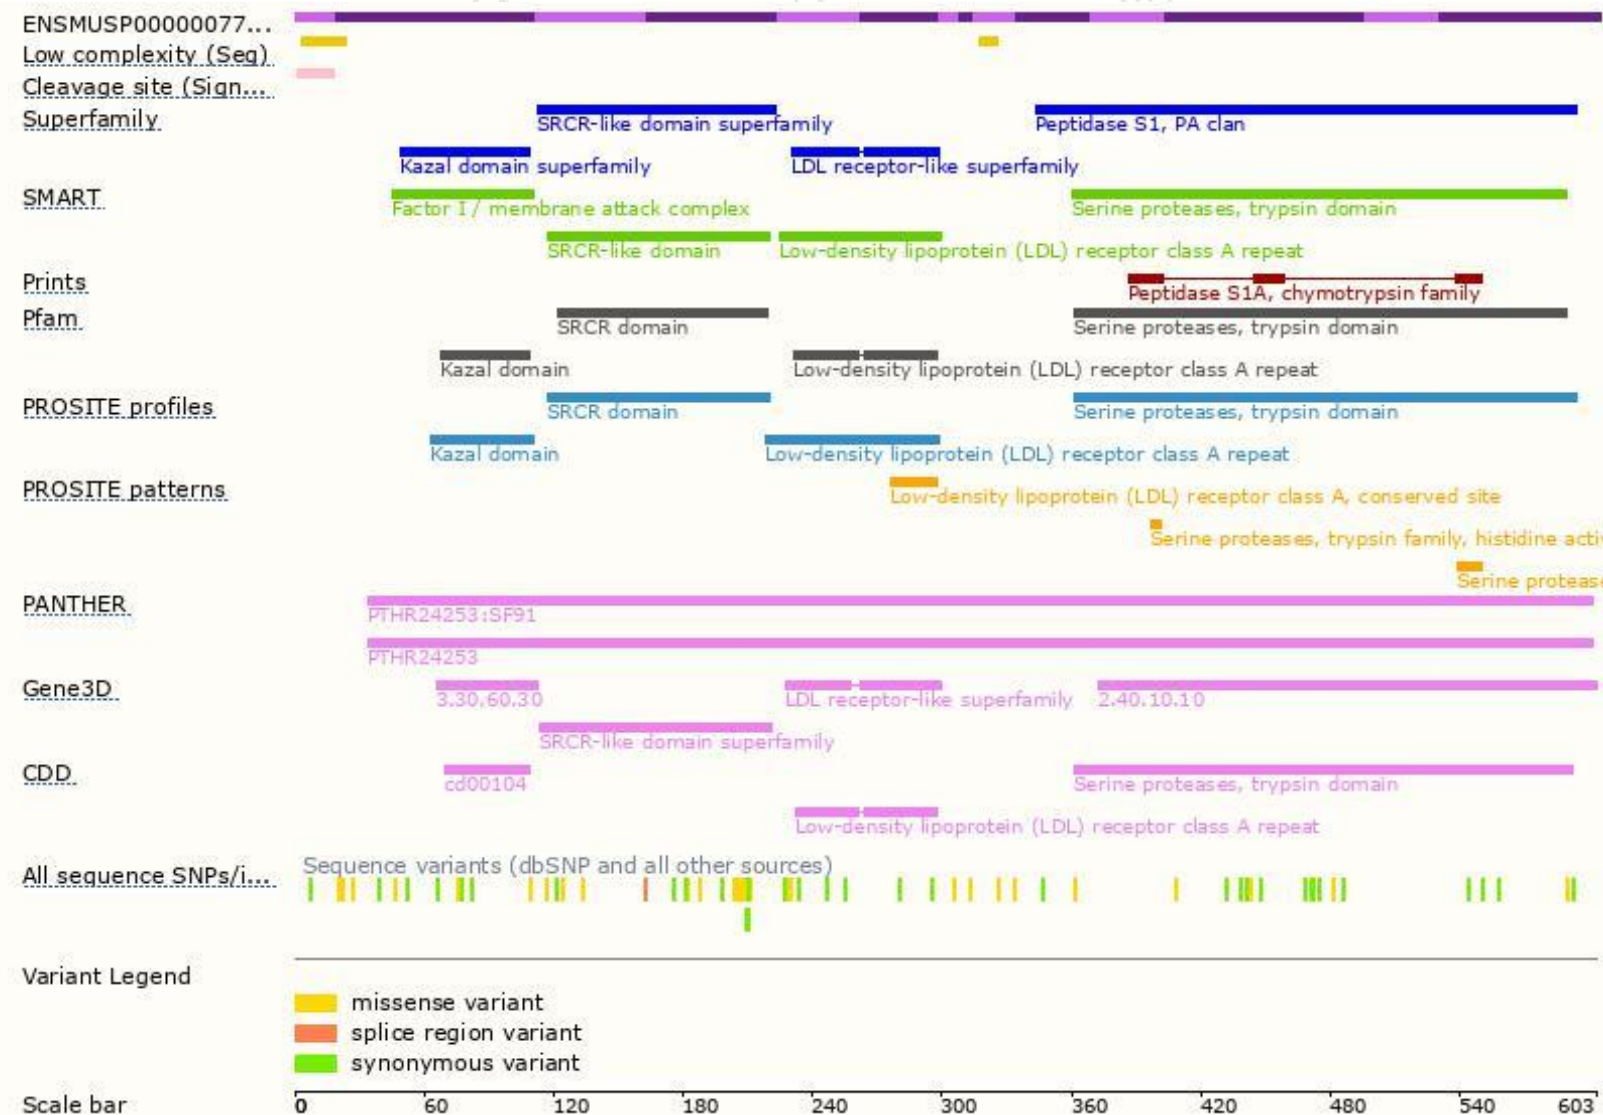 ENSMUSP00000077...
Low complexity (Seg)
Cleavage site (Sign...
Superfamily
SRCR-like domain superfamily
Peptidase S1, PA clan
Kazal domain superfamily
LDL receptor-like superfamily
SMART
Factor I / membrane attack complex
Serine proteases, trypsin domain
SRCR-like domain
Low-density lipoprotein (LDL) receptor class A repeat
Prints
Peptidase S1A, chymotrypsin family
Pfam
SRCR domain
Serine proteases, trypsin domain
Kazal domain
Low-density lipoprotein (LDL) receptor class A repeat
PROSITE profiles
SRCR domain
Serine proteases, trypsin domain
Kazal domain
Low-density lipoprotein (LDL) receptor class A repeat
PROSITE patterns
Low-density lipoprotein (LDL) receptor class A, conserved site
Serine proteases, trypsin family, histidine acti
Serine proteas
PANTHER
PTHR24253:SF91
PTHR24253
Gene3D
3.30.60.30
LDL receptor-like superfamily
2.40.10.10
SRCR-like domain superfamily
CDD
cd00104
Serine proteases, trypsin domain
Low-density lipoprotein (LDL) receptor class A repeat
All sequence SNPs/i...
Sequence variants (dbSNP and all other sources)
Variant Legend
missense variant
splice region variant
synonymous variant
Scale bar
0 60 120 180 240 300 360 420 480 540 603